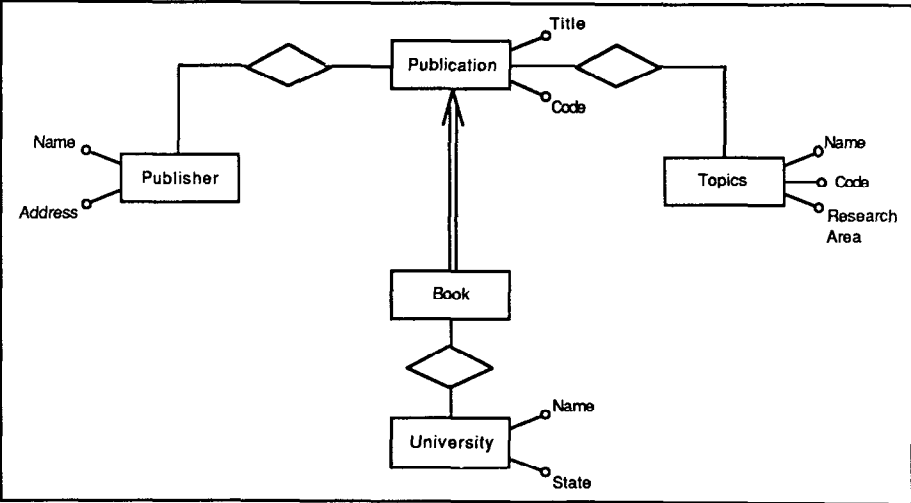 Title
Publication
Code
Name
Publisher
Address
Name
Topics
Code
Research
Area
Book
Name
University
State